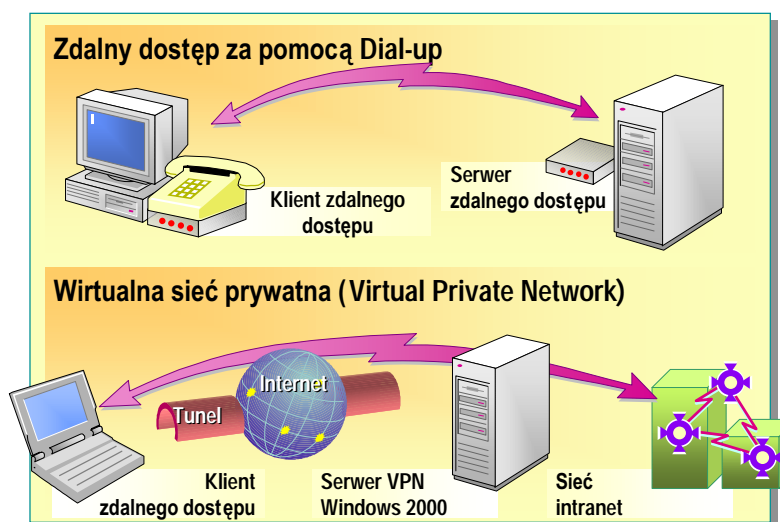 Zdalny dostęp za pomocą Dial-up
Klient zdalnego
dostępu
Serwer
zdalnego dostępu
Wirtualna sieć prywatna (Virtual Private Network)
Internet
Tunel
Klient
zdalnego dostępu
Serwer VPN
Windows 2000
Sieć
intranet